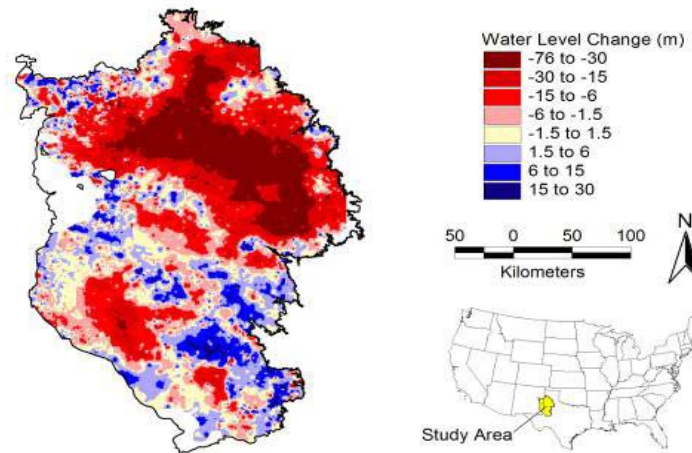 Water Level Change (m)
-76 to -30
-30 to -15
-15 to -6
-6 to -1.5
-1.5 to 1.5
1.5 to 6
6 to 15
15 to 30
N
50 0 50 100
Kilometers
Study Area